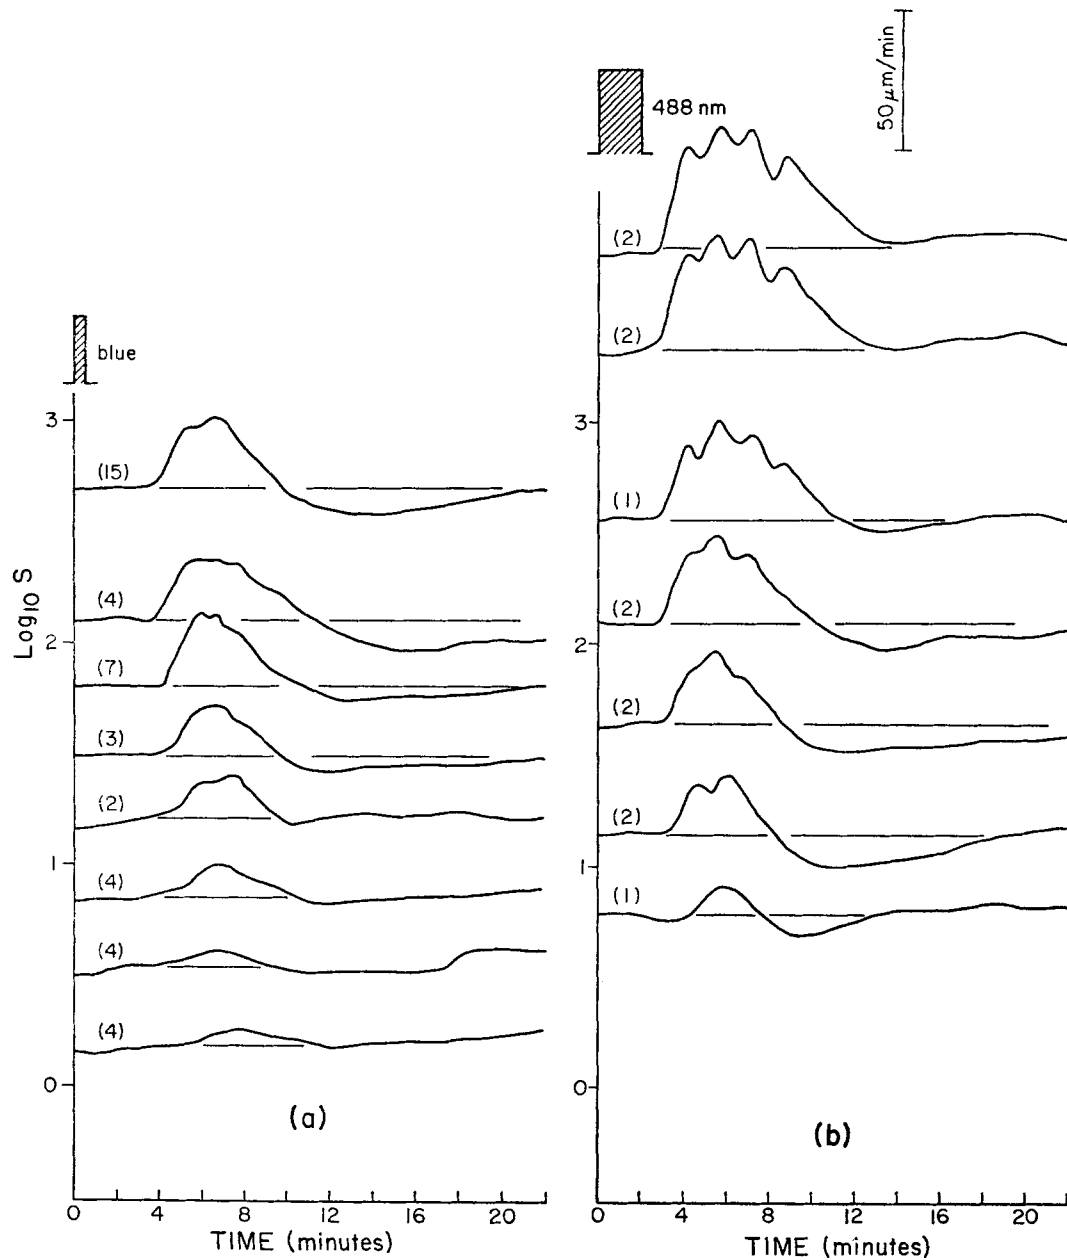 50 μm/min
488 nm
blue
Log10 S
3
2
1
0
(15)
(4)
(7)
(3)
(2)
(4)
(4)
(4)
(a)
0 4 8 12 16 20
TIME (minutes)
(2)
(2)
3
(1)
(2)
2
(2)
(2)
1
(1)
0
(b)
0 4 8 12 16 20
TIME (minutes)